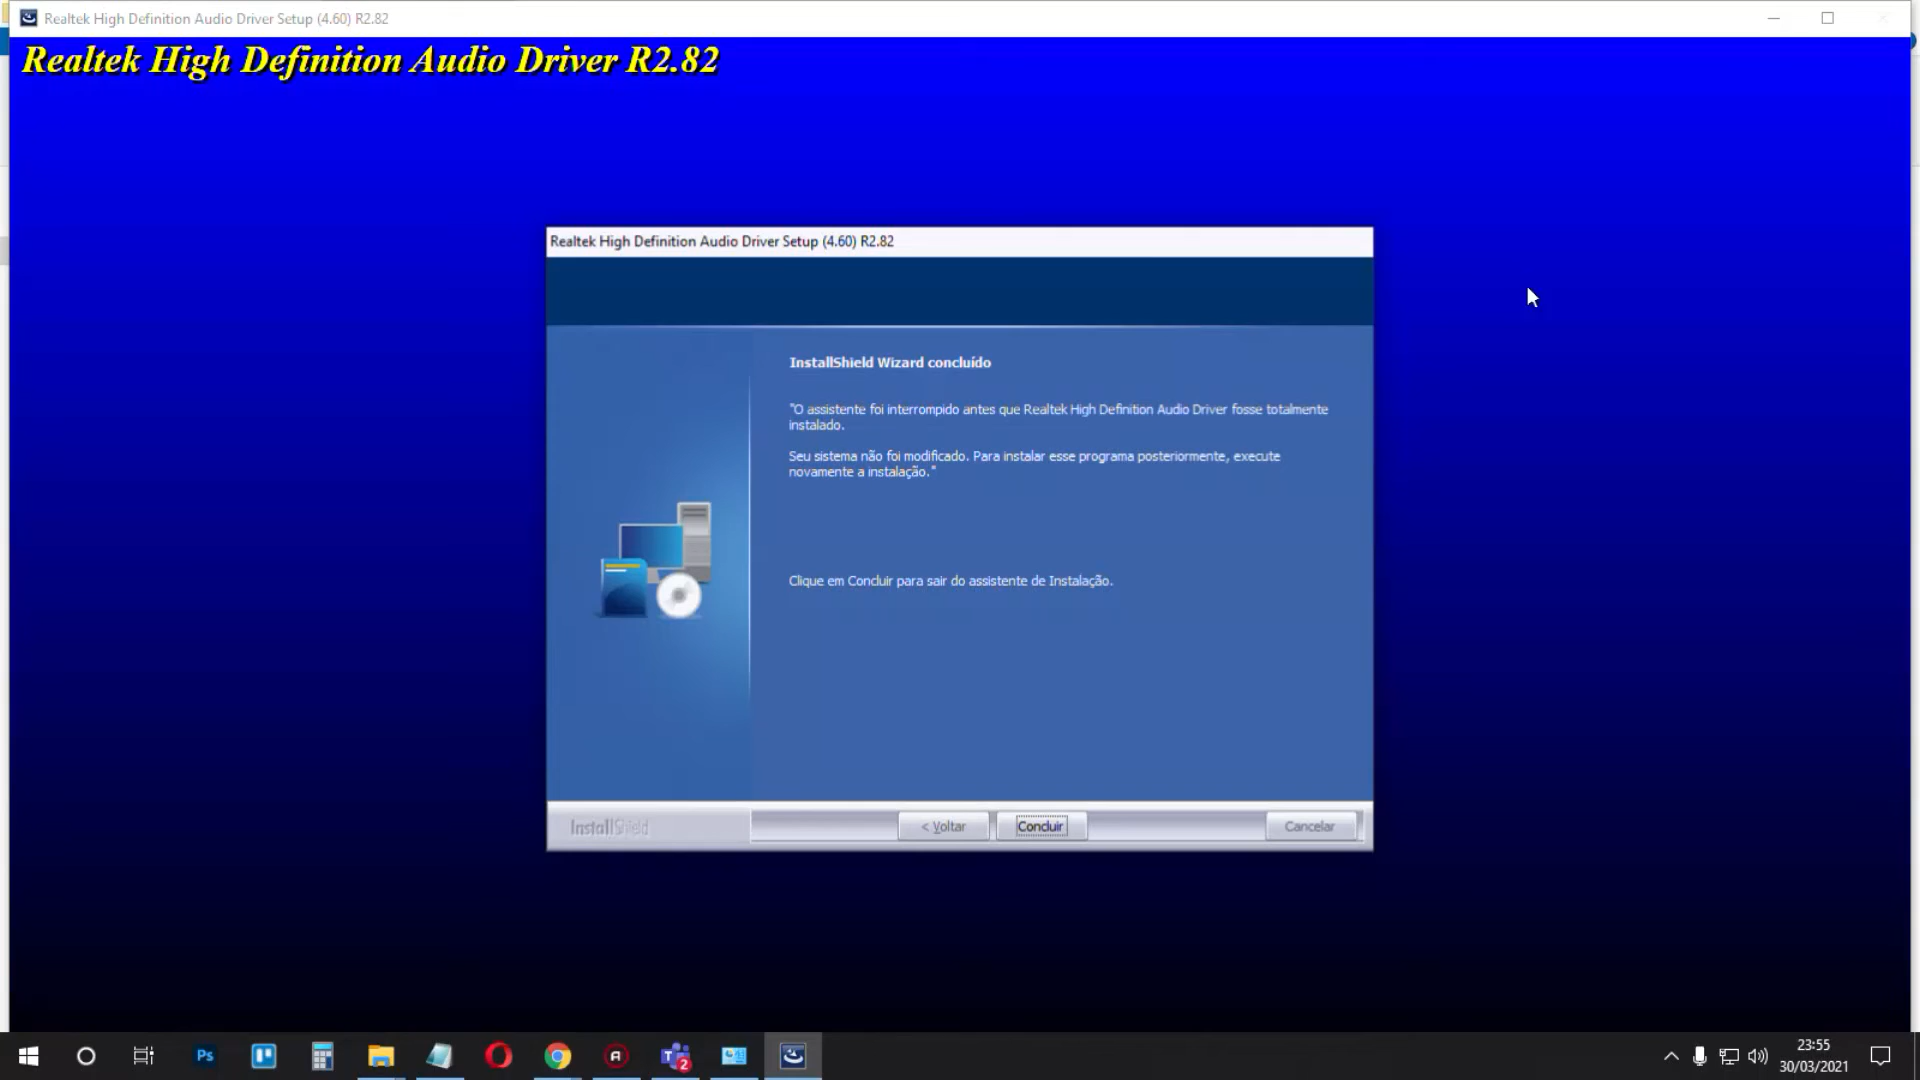 Realtek High Definition Audio Driver Setup (4.60) R2.82
Realtek High Definition Audio Driver R2.82
Realtek High Definition Audio Driver Setup (4.60) R2.82
InstallShield Wizard concluído
"O assistente foi interrompido antes que Realtek High Definition Audio Driver fosse totalmente
instalado.
Seu sistema não foi modificado. Para instalar esse programa posteriormente, execute
novamente a instalação."
Clique em Concluir para sair do assistente de Instalação.
InstallShield
< Voltar
Concluir
Cancelar
Ps
A
T
2
23:55
30/03/2021